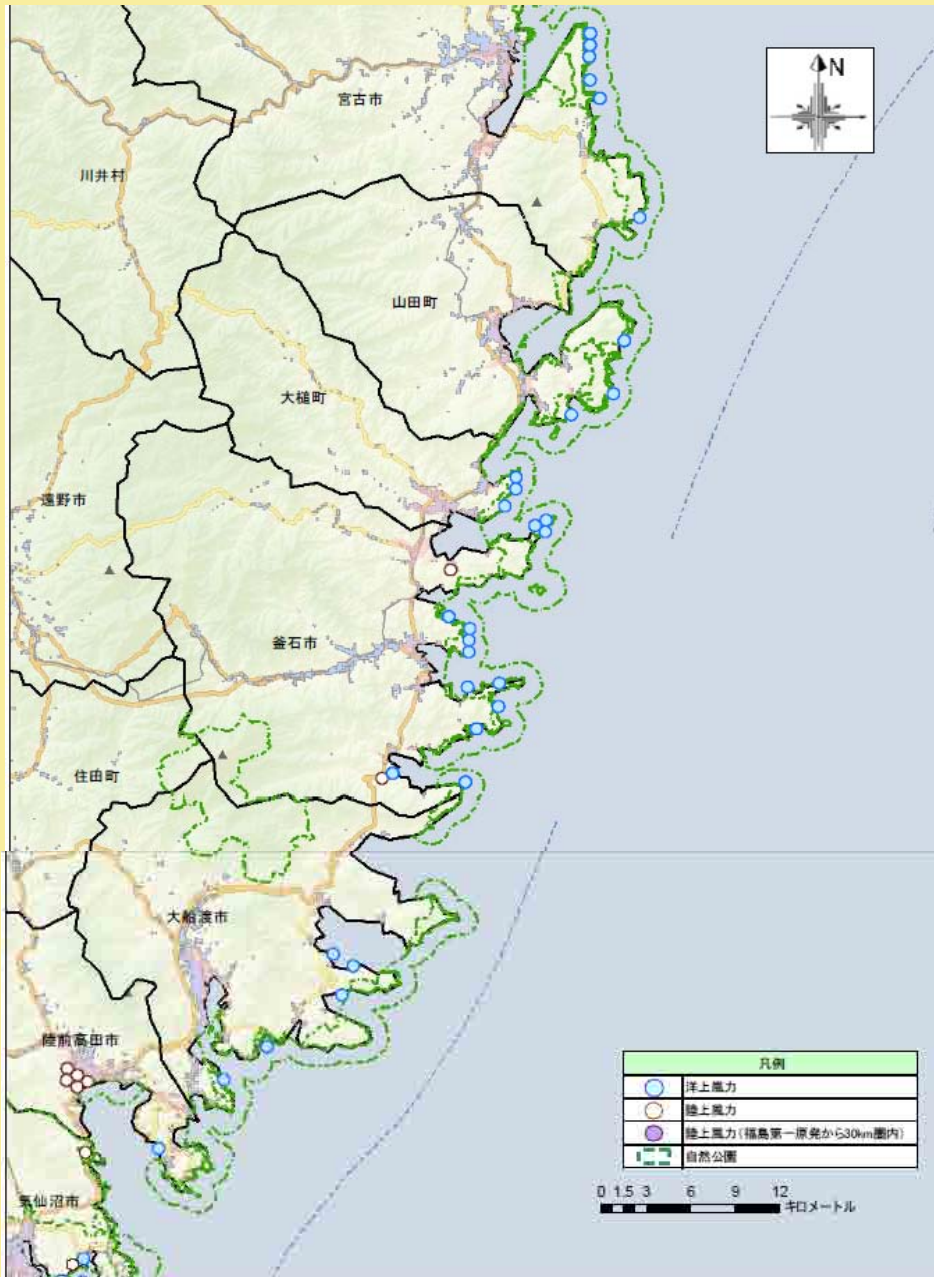 N
宮古市
川井村
山田町
大槌町
遠野市
釜石市
住田町
大船渡市
陸前高田市
気仙沼市
凡例
洋上風力
陸上風力
陸上風力(福島第一原発から30km圏内)
自然公園
0 1.5 3 6 9 12
キロメートル